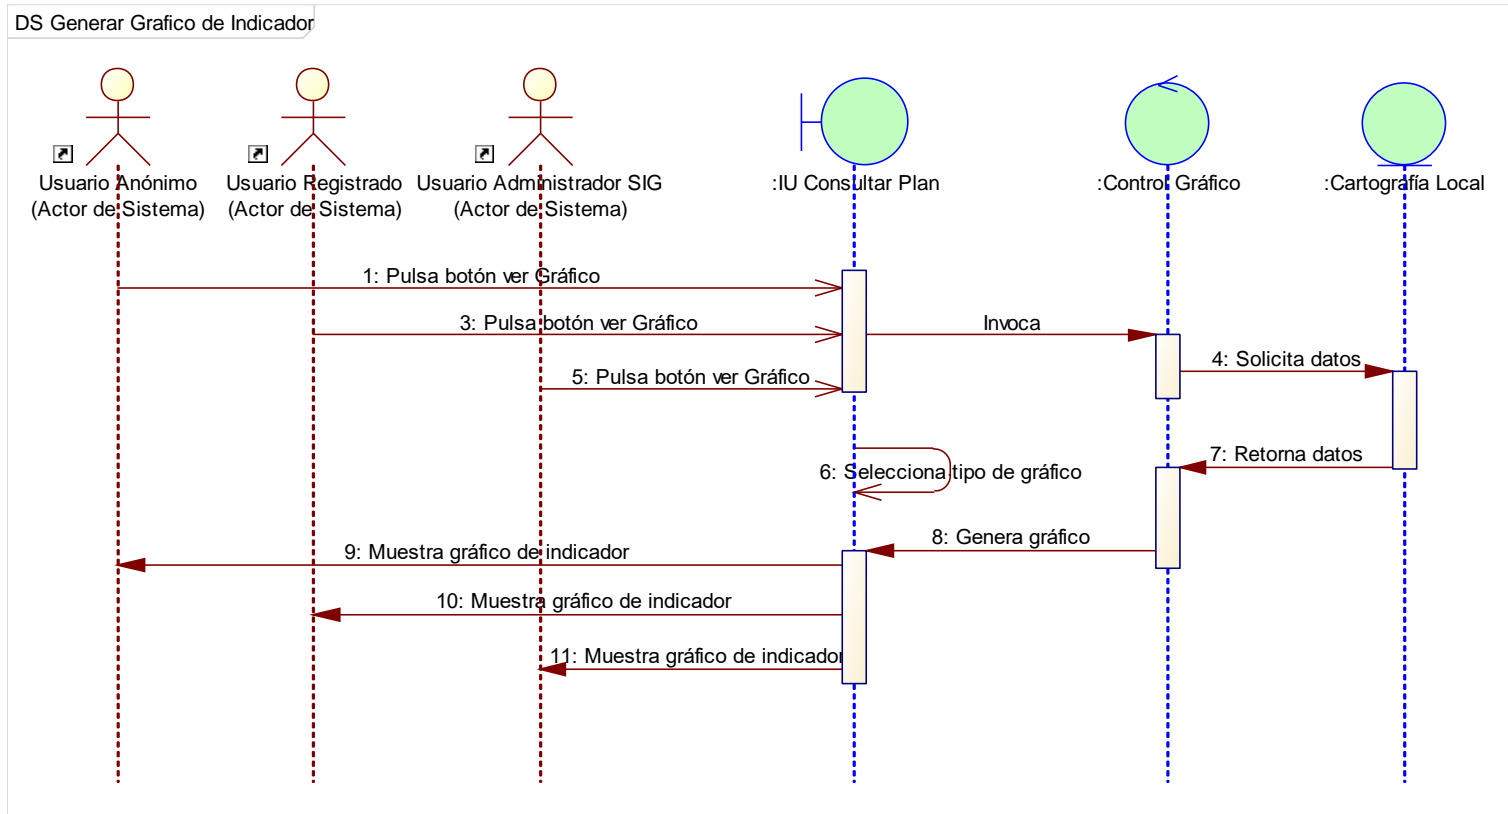 DS Generar Grafico de Indicador
Usuario Anónimo
(Actor de Sistema)
Usuario Registrado
(Actor de Sistema)
Usuario Administrador SIG
(Actor de Sistema)
:IU Consultar Plan
:Control Gráfico
:Cartografía Local
1: Pulsa botón ver Gráfico
3: Pulsa botón ver Gráfico
Invoca
4: Solicita datos
5: Pulsa botón ver Gráfico
7: Retorna datos
6: Selecciona tipo de gráfico
8: Genera gráfico
9: Muestra gráfico de indicador
10: Muestra gráfico de indicador
11: Muestra gráfico de indicador